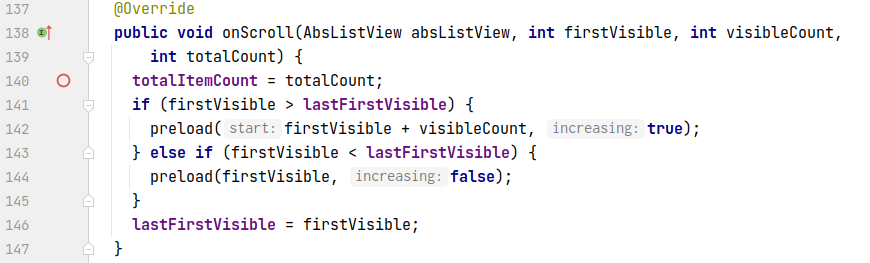 137 @Override
138 public void onScroll(AbsListView absListView, int firstVisible, int visibleCount,
139 int totalCount) {
140 totalItemCount = totalCount;
141 if (firstVisible > lastFirstVisible) {
142 preload( start: firstVisible + visibleCount, increasing: true);
143 } else if (firstVisible < lastFirstVisible) {
144 preload(firstVisible, increasing: false);
145 }
146 lastFirstVisible = firstVisible;
147 }